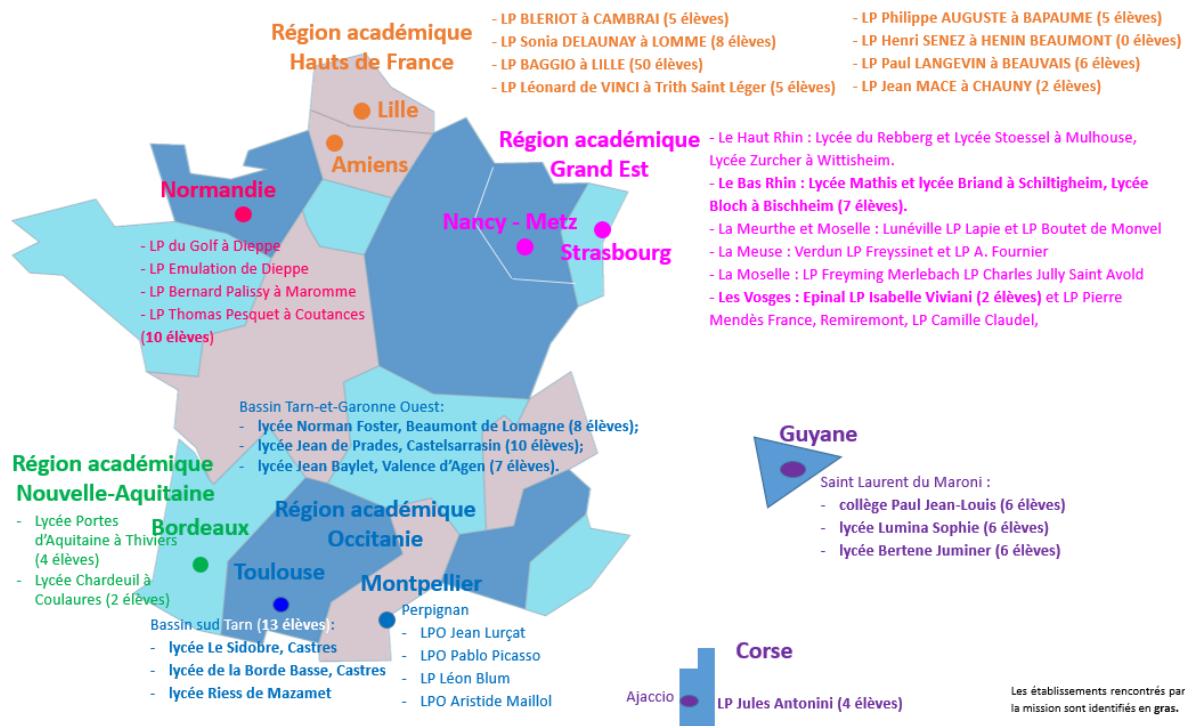 Région académique
Hauts de France
- LP BLERIOT à CAMBRAI (5 élèves)
- LP Sonia DELAUNAY à LOMME (8 élèves)
- LP BAGGIO à LILLE (50 élèves)
- LP Léonard de VINCI à Trith Saint Léger (5 élèves)
- LP Philippe AUGUSTE à BAPAUME (5 élèves)
- LP Henri SENEZ à HENIN BEAUMONT (0 élèves)
- LP Paul LANGEVIN à BEAUVAIS (6 élèves)
- LP Jean MACE à CHAUNY (2 élèves)
Lille
Amiens
Région académique
Grand Est
- Le Haut Rhin : Lycée du Rebberg et Lycée Stoessel à Mulhouse,
Lycée Zurcher à Wittisheim.
- Le Bas Rhin : Lycée Mathis et lycée Briand à Schiltigheim, Lycée
Bloch à Bischheim (7 élèves).
- La Meurthe et Moselle : Lunéville LP Lapie et LP Boutet de Monvel
- La Meuse : Verdun LP Freyssinet et LP A. Fournier
- La Moselle : LP Freyming Merlebach LP Charles Jully Saint Avold
- Les Vosges : Epinal LP Isabelle Viviani (2 élèves) et LP Pierre
Mendès France, Remiremont, LP Camille Claudel,
Nancy - Metz
Strasbourg
Normandie
- LP du Golf à Dieppe
- LP Emulation de Dieppe
- LP Bernard Palissy à Maromme
- LP Thomas Pesquet à Coutances
(10 élèves)
Bassin Tarn-et-Garonne Ouest:
- lycée Norman Foster, Beaumont de Lomagne (8 élèves);
- lycée Jean de Prades, Castelsarrasin (10 élèves);
- lycée Jean Baylet, Valence d'Agen (7 élèves).
Région académique
Nouvelle-Aquitaine
- Lycée Portes
d'Aquitaine à Thiviers
(4 élèves)
- Lycée Chardeuil à
Coulaures (2 élèves)
Bordeaux
Région académique
Occitanie
Toulouse
Montpellier
Bassin sud Tarn (13 élèves):
- lycée Le Sidobre, Castres
- lycée de la Borde Basse, Castres
- lycée Riess de Mazamet
Perpignan
- LPO Jean Lurçat
- LPO Pablo Picasso
- LP Léon Blum
- LPO Aristide Maillol
Guyane
Saint Laurent du Maroni :
- collège Paul Jean-Louis (6 élèves)
- lycée Lumina Sophie (6 élèves)
- lycée Bertene Juminer (6 élèves)
Corse
Ajaccio
LP Jules Antonini (4 élèves)
Les établissements rencontrés par
la mission sont identifiés en gras.